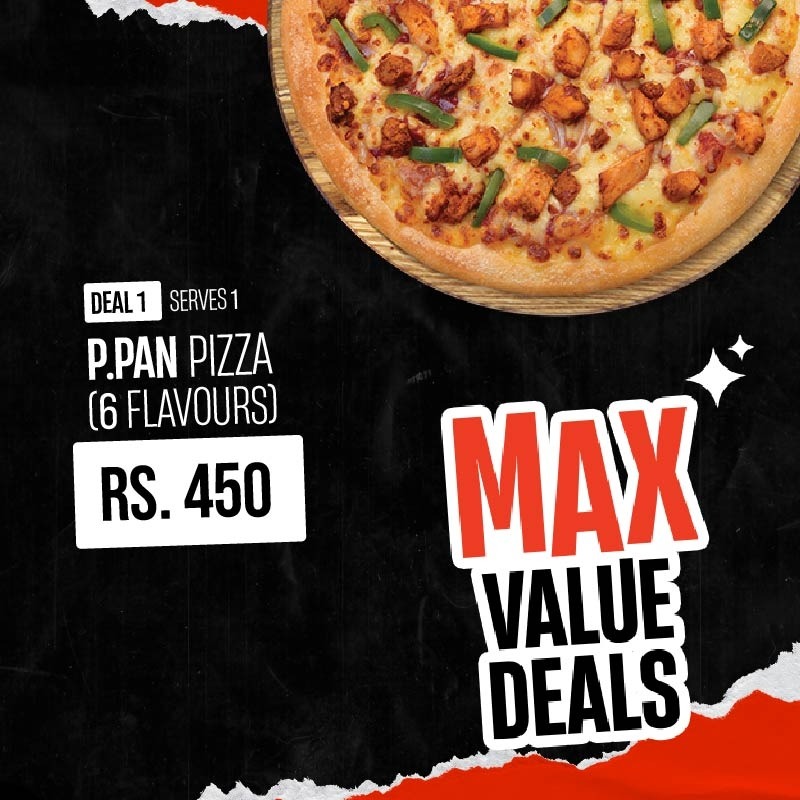 DEAL 1 SERVES 1
P.PAN PIZZA
(6 FLAVOURS)
RS. 450
MAX
VALUE
DEALS